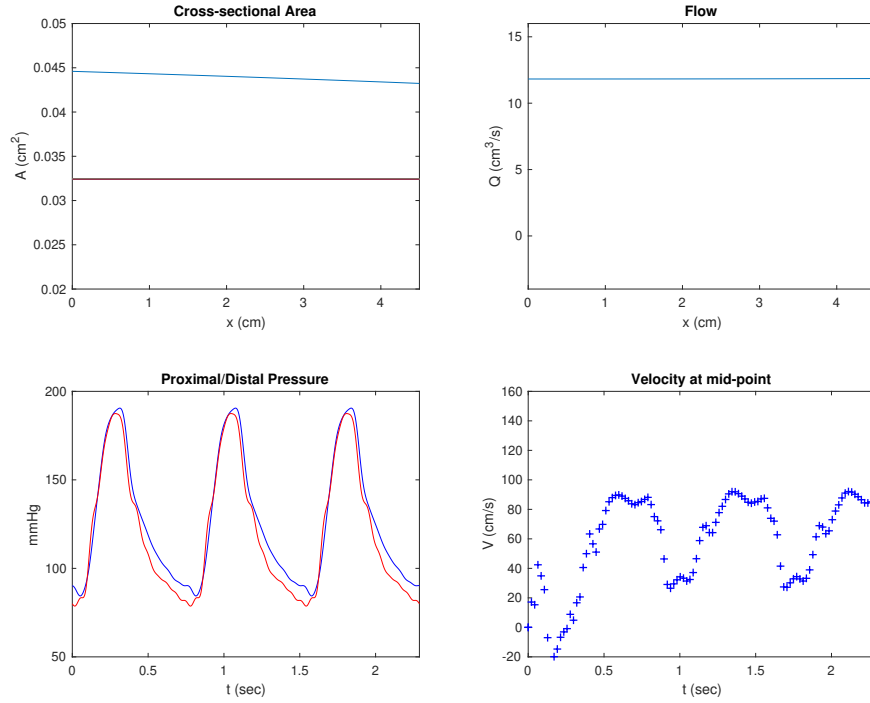 Cross-sectional Area
0.05
0.045
0.04
0.035
0.03
0.025
0.02
A (cm²)
0 1 2 3 4
x (cm)
Flow
15
10
5
0
Q (cm³/s)
0 1 2 3 4
x (cm)
Proximal/Distal Pressure
200
150
100
50
mmHg
0 0.5 1 1.5 2
t (sec)
Velocity at mid-point
160
140
120
100
80
60
40
20
0
-20
V (cm/s)
0 0.5 1 1.5 2
t (sec)